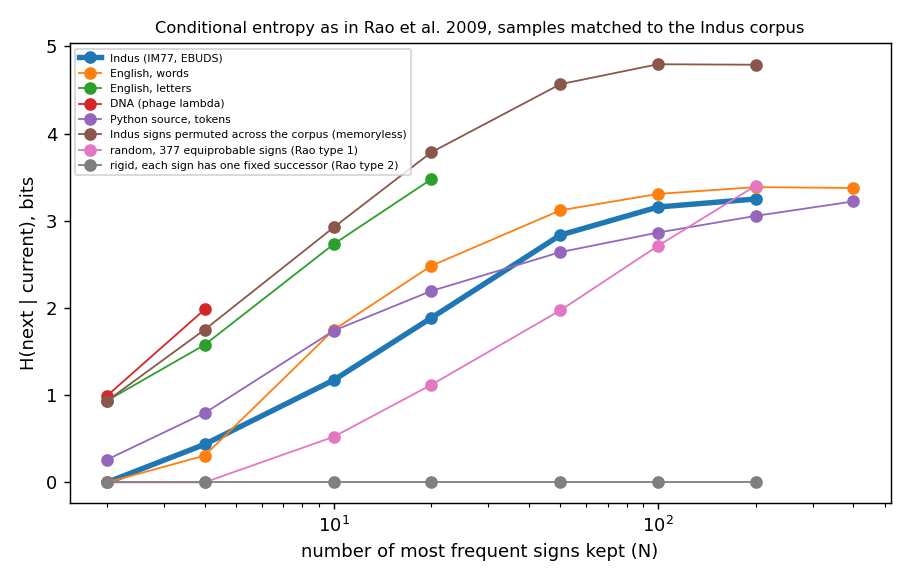 Conditional entropy as in Rao et al. 2009, samples matched to the Indus corpus
5
4
3
2
1
0
H(next | current), bits
Indus (IM77, EBUDS)
English, words
English, letters
DNA (phage lambda)
Python source, tokens
Indus signs permuted across the corpus (memoryless)
random, 377 equiprobable signs (Rao type 1)
rigid, each sign has one fixed successor (Rao type 2)
10¹ 10²
number of most frequent signs kept (N)